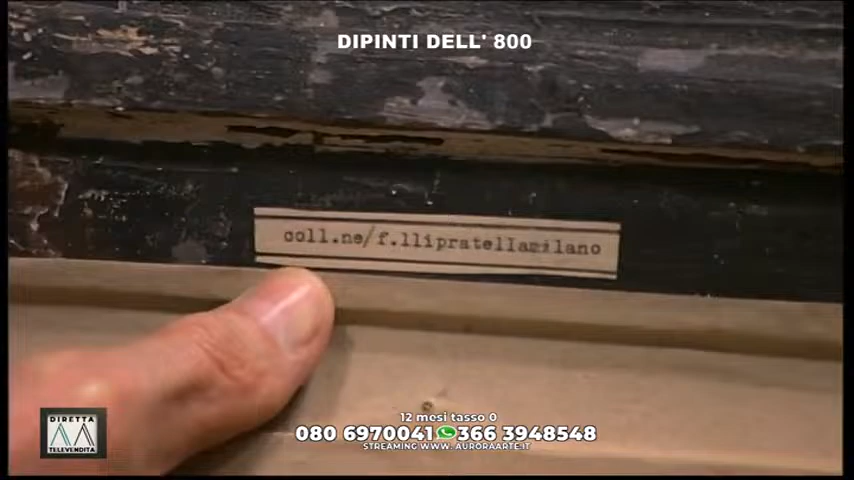 DIPINTI DELL' 800
coll.ne/f.llipratellamilano
12 mesi tasso 0
080 6970041 366 3948548
STREAMING WWW. AURORAARTE.IT
DIRETTA
TELEVENDITA